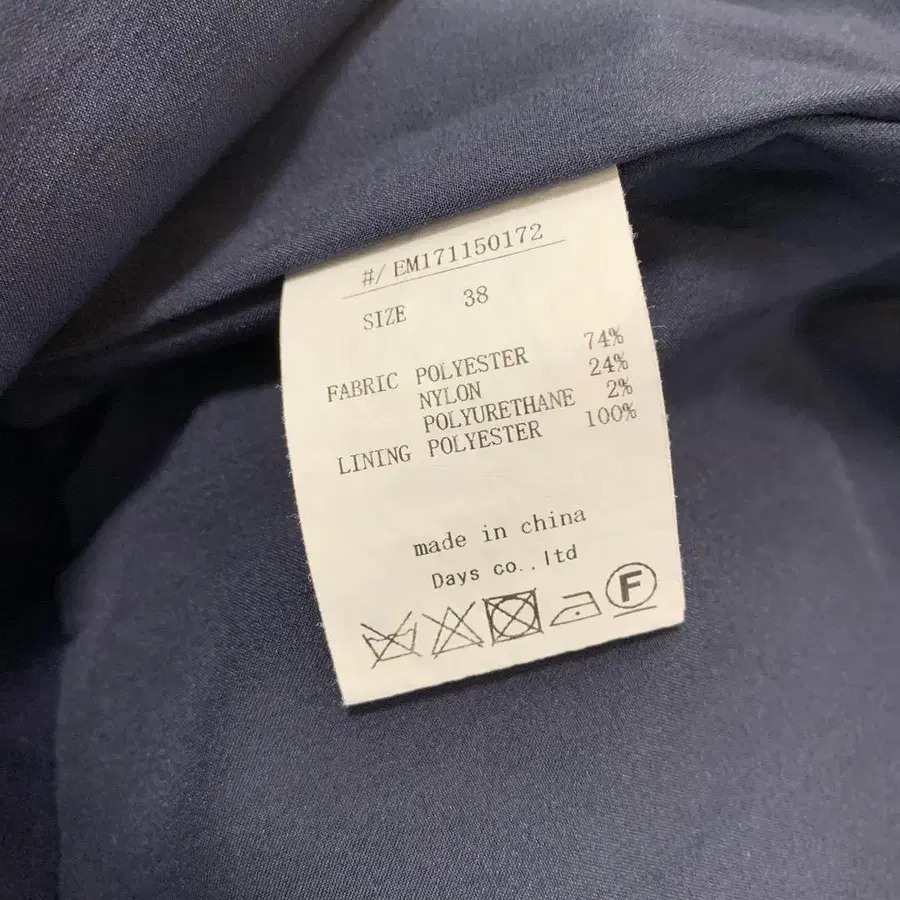 #/ EM171150172
SIZE 38
FABRIC POLYESTER 74%
NYLON 24%
POLYURETHANE 2%
LINING POLYESTER 100%
made in china
Days co., ltd
F